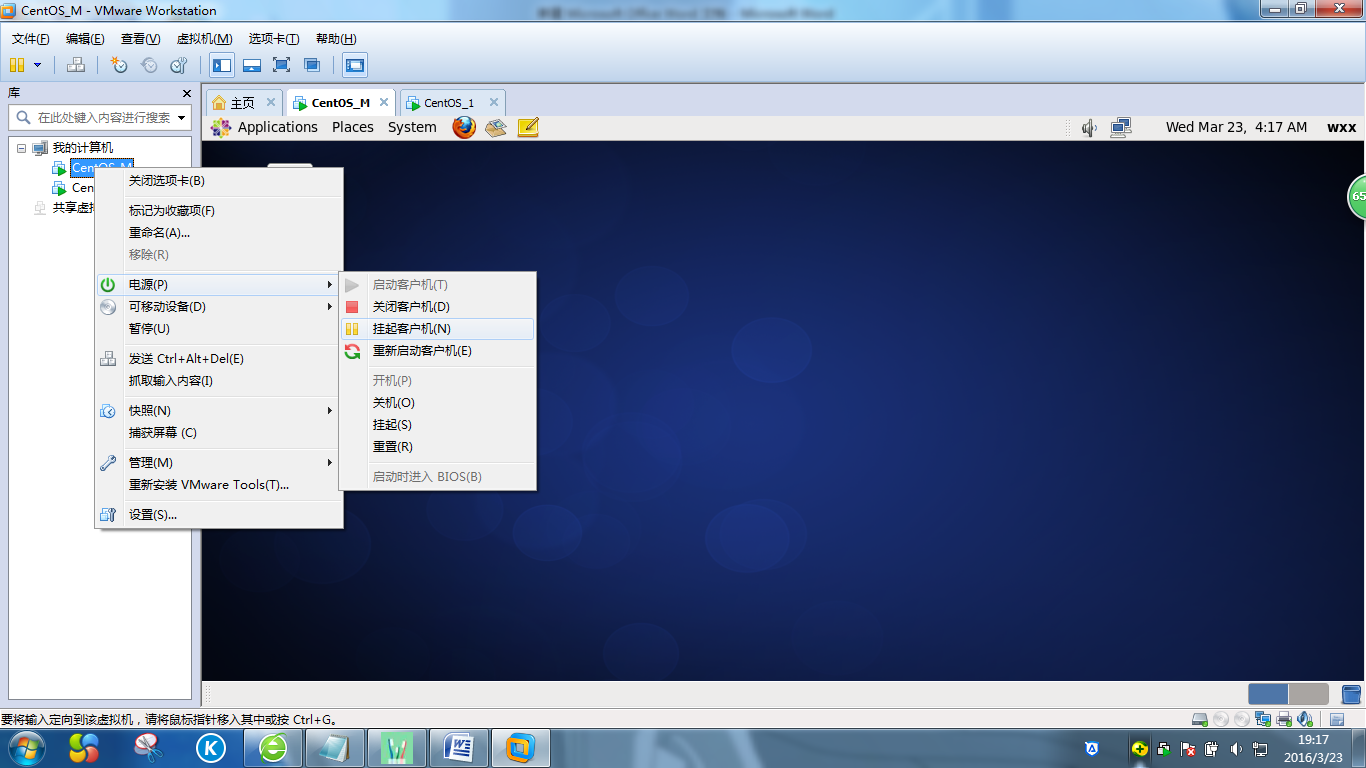 CentOS_M - VMware Workstation
文件(F) 编辑(E) 查看(V) 虚拟机(M) 选项卡(T) 帮助(H)
库
在此处键入内容进行搜索
我的计算机
CentOS_M
Cen
共享虚拟
主页
CentOS_M
CentOS_1
Applications Places System
Wed Mar 23, 4:17 AM wxx
65
关闭选项卡(B)
标记为收藏项(F)
重命名(A)...
移除(R)
电源(P)
可移动设备(D)
暂停(U)
发送 Ctrl+Alt+Del(E)
抓取输入内容(I)
快照(N)
捕获屏幕 (C)
管理(M)
重新安装 VMware Tools(T)...
设置(S)...
启动客户机(T)
关闭客户机(D)
挂起客户机(N)
重新启动客户机(E)
开机(P)
关机(O)
挂起(S)
重置(R)
启动时进入 BIOS(B)
要将输入定向到该虚拟机，请将鼠标指针移入其中或按 Ctrl+G。
19:17
2016/3/23